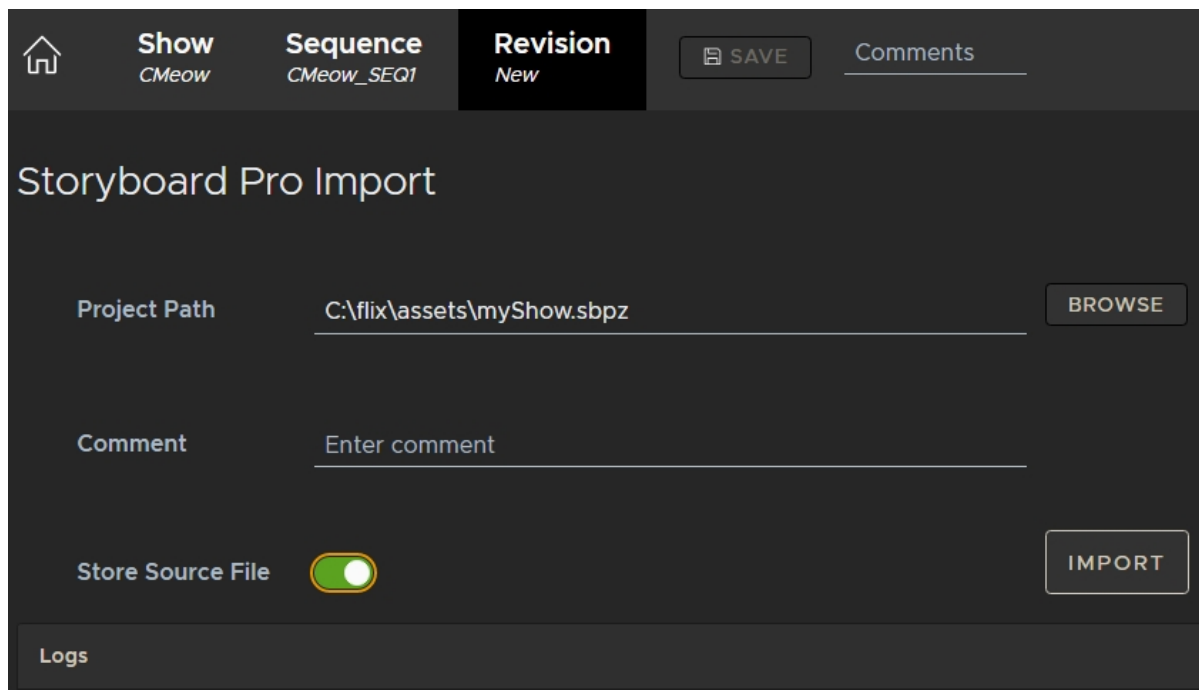 Show Sequence Revision SAVE Comments
CMeow CMeow_SEQ1 New
Storyboard Pro Import
Project Path C:\flix\assets\myShow.sbpz BROWSE
Comment Enter comment
Store Source File IMPORT
Logs